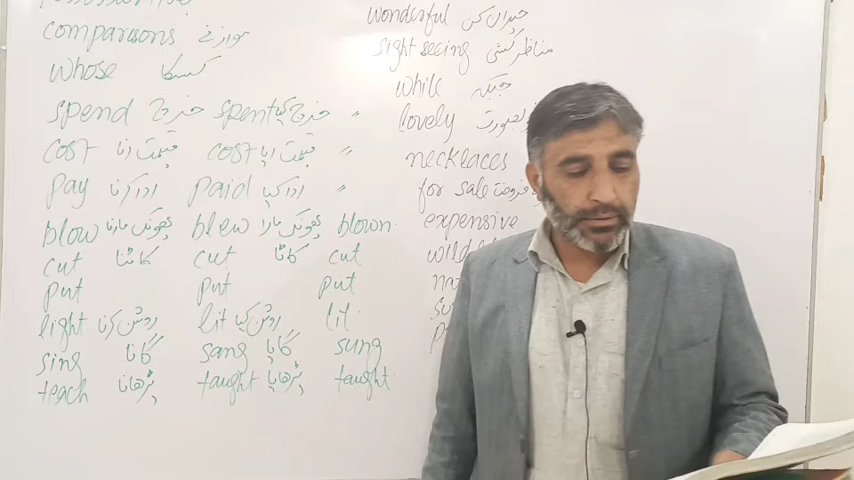 comparisons موازنے
whose کسکا
spend خرچ spent خرچ کیا 〃
cost قیمت اتنا cost قیمت اپا 〃
pay ادا کرنا paid ادا کیا 〃
blow پھونک مارنا blew پھونک مارا blown
cut کاٹنا cut کاٹا cut
put put put
light روشن کرنا lit روشن کیا lit
sing گانا sang گایا sung
teach پڑھانا taught پڑھایا taught
wonderful حیران کن
sight seeing مناظر کشی
while جبکہ
lovely
necklaces
for sale
expensive